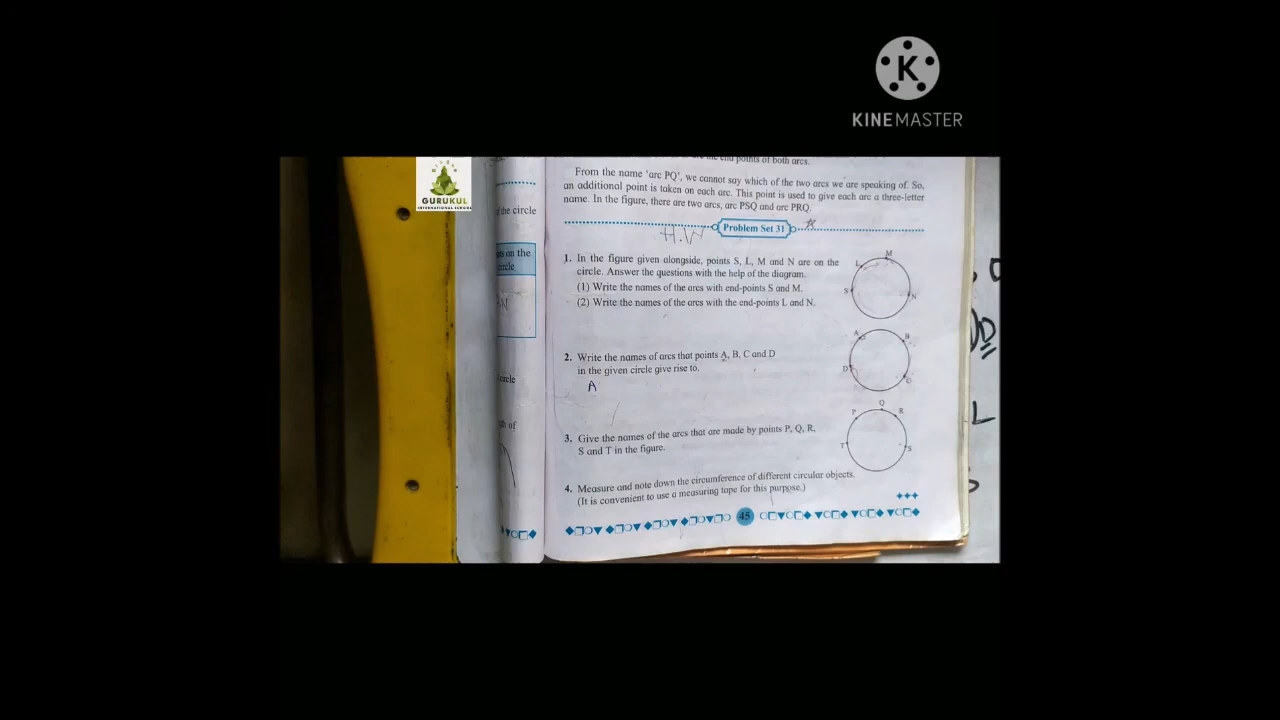 KINEMASTER
GURUKUL
INTERNATIONAL SCHOOL
end points of both arcs.
From the name 'arc PQ', we cannot say which of the two arcs we are speaking of. So,
an additional point is taken on each arc. This point is used to give each arc a three-letter
name. In the figure, there are two arcs, arc PSQ and arc PRQ.
the circle
H.W
Problem Set 31
on the
circle
N
1. In the figure given alongside, points S, L, M and N are on the
circle. Answer the questions with the help of the diagram.
(1) Write the names of the arcs with end-points S and M.
(2) Write the names of the arcs with the end-points L and N.
M
L
S
N
2. Write the names of arcs that points A, B, C and D
in the given circle give rise to.
A
A
B
D
C
circle
of
3. Give the names of the arcs that are made by points P, Q, R,
S and T in the figure.
Q
P
R
T
S
4. Measure and note down the circumference of different circular objects.
(It is convenient to use a measuring tape for this purpose.)
45
D
L